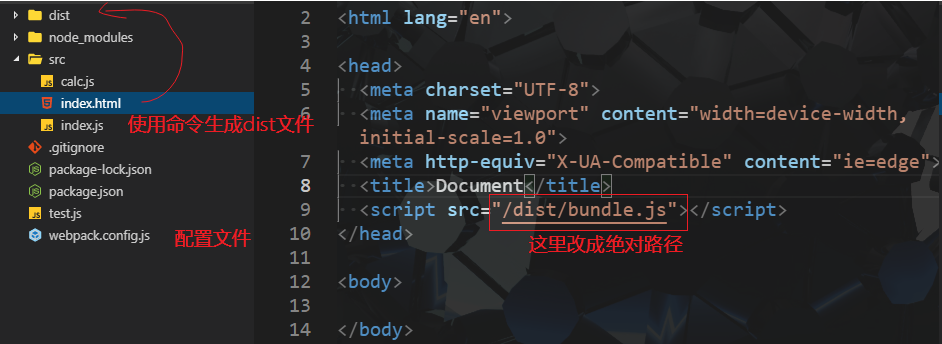 dist
node_modules
src
calc.js
index.html
index.js
使用命令生成dist文件
.gitignore
package-lock.json
package.json
test.js
webpack.config.js
配置文件
2 <html lang="en">
3
4 <head>
5 <meta charset="UTF-8">
6 <meta name="viewport" content="width=device-width,
initial-scale=1.0">
7 <meta http-equiv="X-UA-Compatible" content="ie=edge">
8 <title>Document</title>
9 <script src="/dist/bundle.js"></script>
10 </head>
这里改成绝对路径
11
12 <body>
13
14 </body>